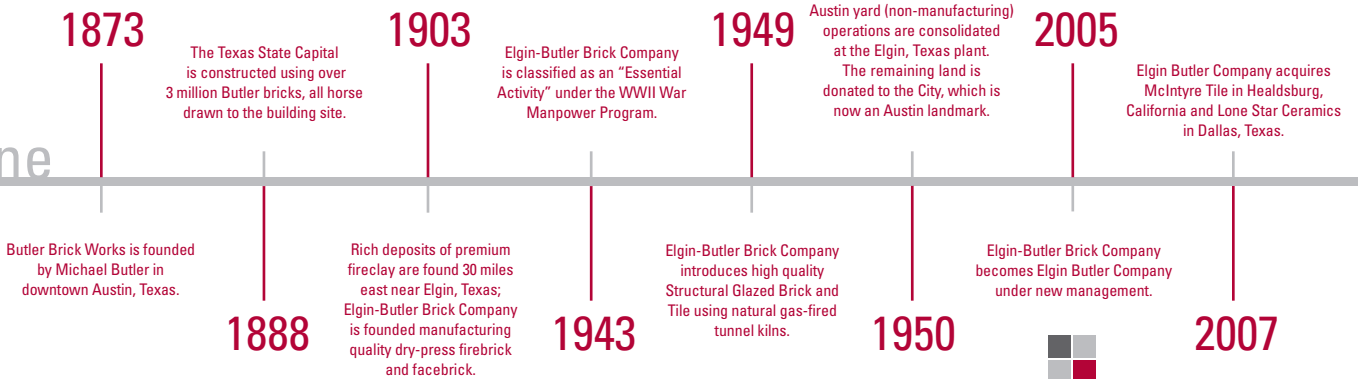 1873
Butler Brick Works is founded
by Michael Butler in
downtown Austin, Texas.
The Texas State Capital
is constructed using over
3 million Butler bricks, all horse
drawn to the building site.
1888
1903
Rich deposits of premium
fireclay are found 30 miles
east near Elgin, Texas;
Elgin-Butler Brick Company
is founded manufacturing
quality dry-press firebrick
and facebrick.
Elgin-Butler Brick Company
is classified as an “Essential
Activity” under the WWII War
Manpower Program.
1943
1949
Elgin-Butler Brick Company
introduces high quality
Structural Glazed Brick and
Tile using natural gas-fired
tunnel kilns.
Austin yard (non-manufacturing)
operations are consolidated
at the Elgin, Texas plant.
The remaining land is
donated to the City, which is
now an Austin landmark.
1950
2005
Elgin-Butler Brick Company
becomes Elgin Butler Company
under new management.
Elgin Butler Company acquires
McIntyre Tile in Healdsburg,
California and Lone Star Ceramics
in Dallas, Texas.
2007
ne